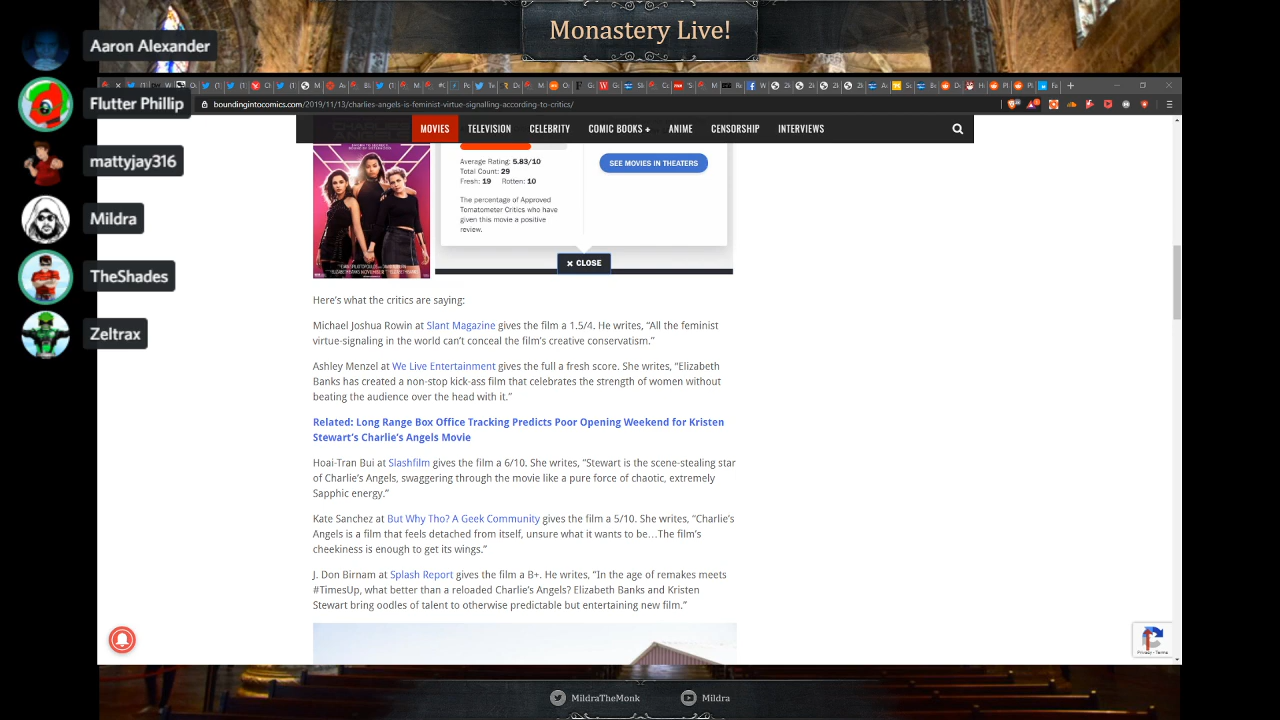 Monastery Live!
Aaron Alexander
Flutter Phillip
mattyjay316
Mildra
TheShades
Zeltrax
boundingintocomics.com/2019/11/13/charlies-angels-is-feminist-virtue-signalling-according-to-critics/
MOVIES TELEVISION CELEBRITY COMIC BOOKS + ANIME CENSORSHIP INTERVIEWS
Average Rating: 5.83/10
Total Count: 29
Fresh: 19 Rotten: 10
The percentage of Approved
Tomatometer Critics who have
given this movie a positive
review.
SEE MOVIES IN THEATERS
× CLOSE
Here's what the critics are saying:
Michael Joshua Rowin at Slant Magazine gives the film a 1.5/4. He writes, “All the feminist
virtue-signaling in the world can't conceal the film's creative conservatism.”
Ashley Menzel at We Live Entertainment gives the full a fresh score. She writes, “Elizabeth
Banks has created a non-stop kick-ass film that celebrates the strength of women without
beating the audience over the head with it.”
Related: Long Range Box Office Tracking Predicts Poor Opening Weekend for Kristen
Stewart's Charlie's Angels Movie
Hoai-Tran Bui at Slashfilm gives the film a 6/10. She writes, “Stewart is the scene-stealing star
of Charlie's Angels, swaggering through the movie like a pure force of chaotic, extremely
Sapphic energy.”
Kate Sanchez at But Why Tho? A Geek Community gives the film a 5/10. She writes, “Charlie's
Angels is a film that feels detached from itself, unsure what it wants to be…The film's
cheekiness is enough to get its wings.”
J. Don Birnam at Splash Report gives the film a B+. He writes, “In the age of remakes meets
#TimesUp, what better than a reloaded Charlie's Angels? Elizabeth Banks and Kristen
Stewart bring oodles of talent to otherwise predictable but entertaining new film.”
Privacy - Terms
MildraTheMonk
Mildra